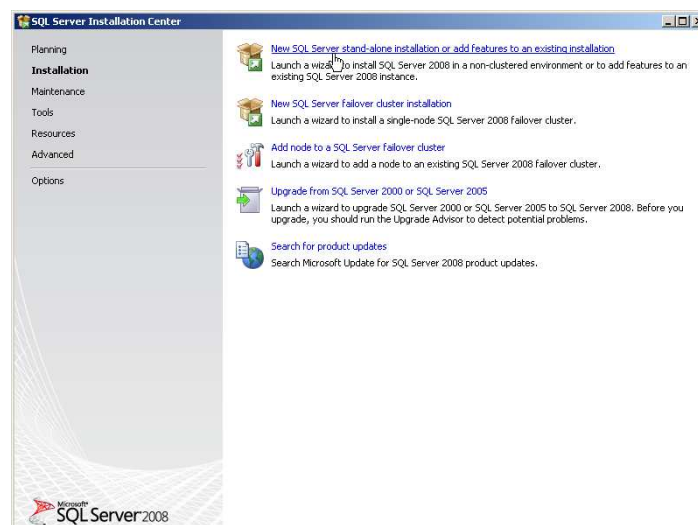 SQL Server Installation Center
Planning
Installation
Maintenance
Tools
Resources
Advanced
Options
New SQL Server stand-alone installation or add features to an existing installation
Launch a wizard to install SQL Server 2008 in a non-clustered environment or to add features to an
existing SQL Server 2008 instance.
New SQL Server failover cluster installation
Launch a wizard to install a single-node SQL Server 2008 failover cluster.
Add node to a SQL Server failover cluster
Launch a wizard to add a node to an existing SQL Server 2008 failover cluster.
Upgrade from SQL Server 2000 or SQL Server 2005
Launch a wizard to upgrade SQL Server 2000 or SQL Server 2005 to SQL Server 2008. Before you
upgrade, you should run the Upgrade Advisor to detect potential problems.
Search for product updates
Search Microsoft Update for SQL Server 2008 product updates.
Microsoft
SQL Server 2008